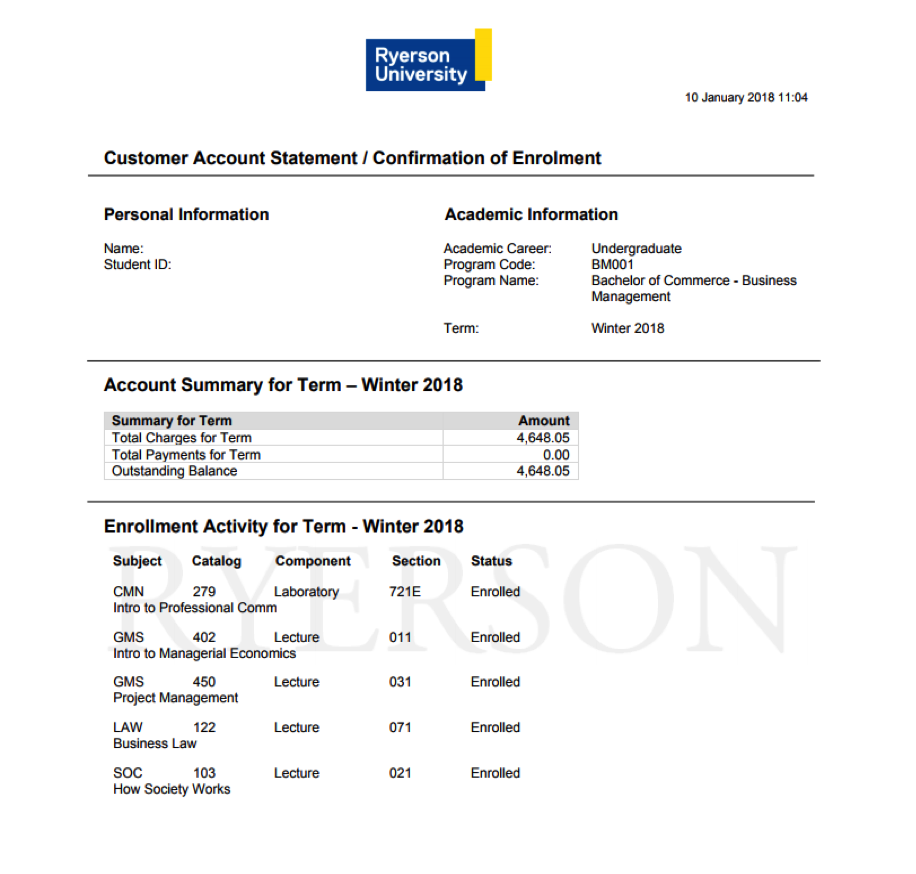 Ryerson
University
10 January 2018 11:04
Customer Account Statement / Confirmation of Enrolment
Personal Information
Name:
Student ID:
Academic Information
Academic Career: Undergraduate
Program Code: BM001
Program Name: Bachelor of Commerce - Business
Management
Term: Winter 2018
Account Summary for Term – Winter 2018
Summary for Term Amount
Total Charges for Term 4,648.05
Total Payments for Term 0.00
Outstanding Balance 4,648.05
Enrollment Activity for Term - Winter 2018
RYERSON
Subject Catalog Component Section Status
CMN 279 Laboratory 721E Enrolled
Intro to Professional Comm
GMS 402 Lecture 011 Enrolled
Intro to Managerial Economics
GMS 450 Lecture 031 Enrolled
Project Management
LAW 122 Lecture 071 Enrolled
Business Law
SOC 103 Lecture 021 Enrolled
How Society Works